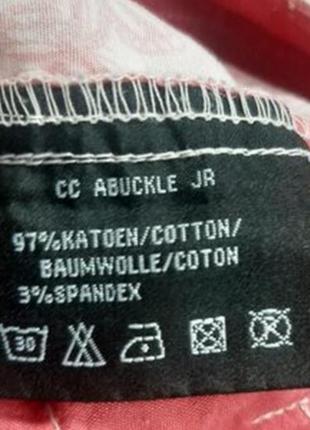 CC ABUCKLE JR
97%KATOEN/COTTON/
BAUMWOLLE/COTON
3%SPANDEX
30